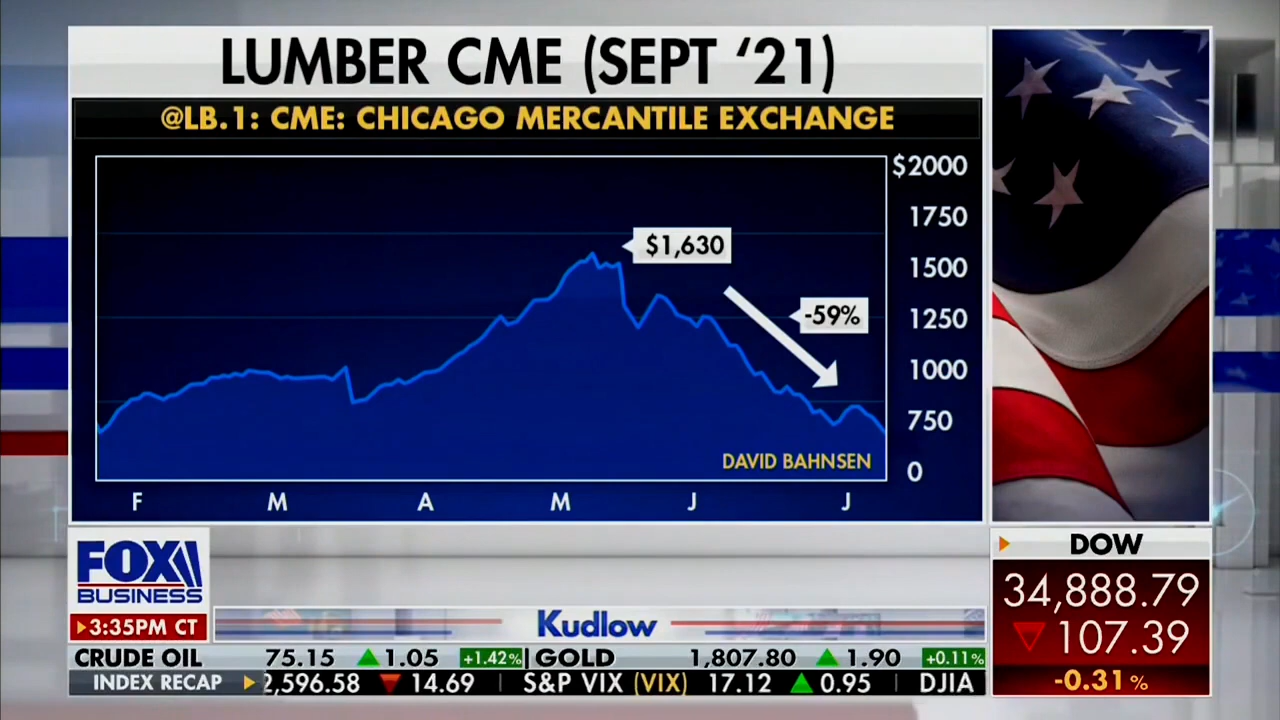 LUMBER CME (SEPT ‘21)
@LB.1: CME: CHICAGO MERCANTILE EXCHANGE
$2000
1750
$1,630
1500
-59%
1250
1000
750
DAVID BAHNSEN
0
F M A M J J
FOX
BUSINESS
3:35PM CT
Kudlow
CRUDE OIL 75.15 1.05 +1.42% GOLD 1,807.80 1.90 +0.11%
INDEX RECAP 2,596.58 14.69 S&P VIX (VIX) 17.12 0.95 DJIA
DOW
34,888.79
107.39
-0.31%